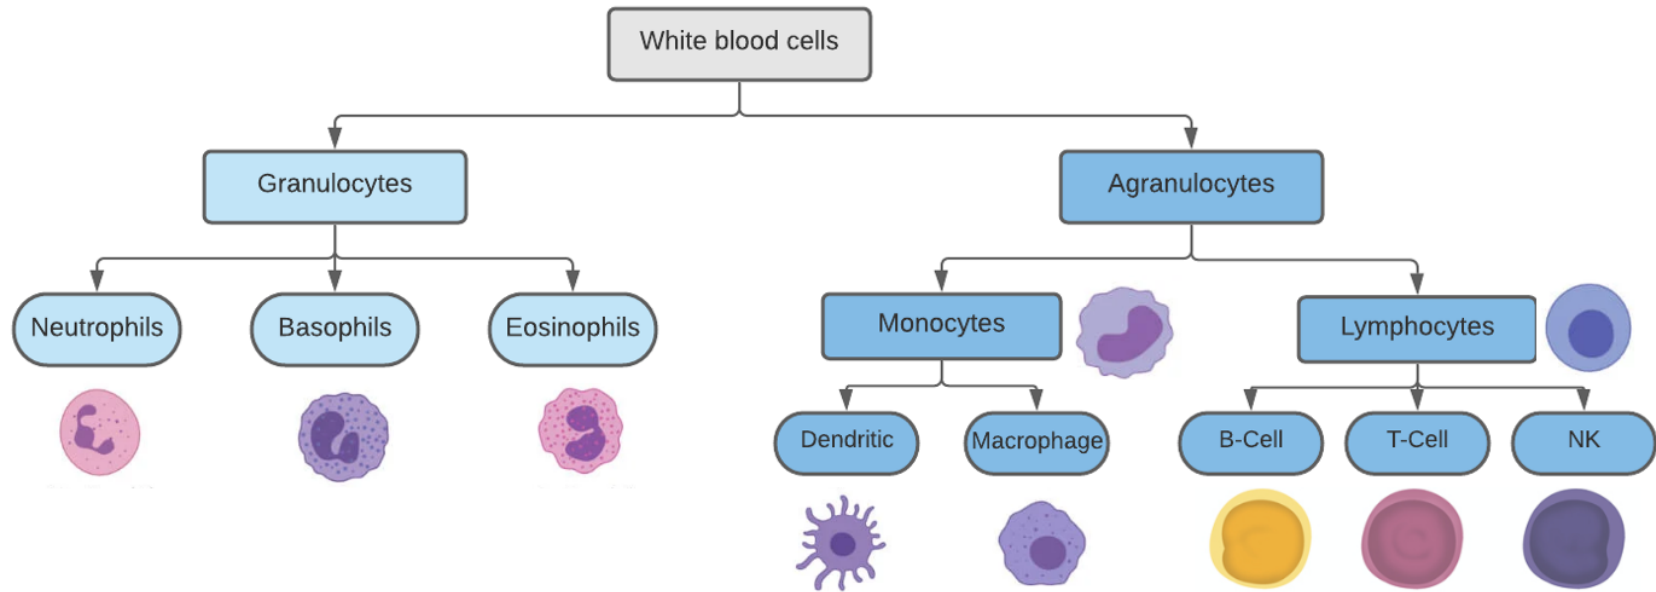 White blood cells
Granulocytes
Agranulocytes
Neutrophils
Basophils
Eosinophils
Monocytes
Lymphocytes
Dendritic
Macrophage
B-Cell
T-Cell
NK